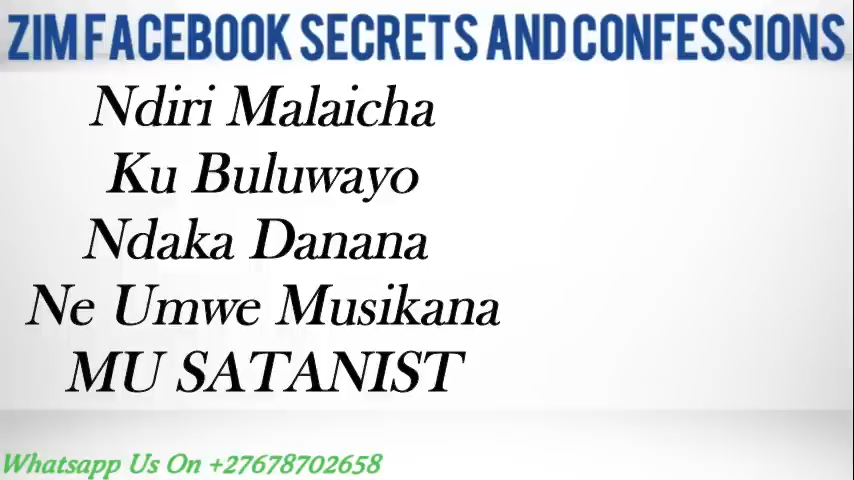 ZIM FACEBOOK SECRETS AND CONFESSIONS
Ndiri Malaicha
Ku Buluwayo
Ndaka Danana
Ne Umwe Musikana
MU SATANIST
Whatsapp Us On +27678702658